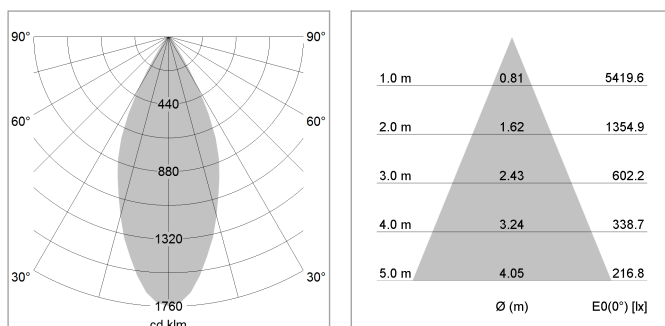 90° 90°
440
60° 60°
880
1320
30° 30°
1760
cd klm
1.0 m 0.81 5419.6
2.0 m 1.62 1354.9
3.0 m 2.43 602.2
4.0 m 3.24 338.7
5.0 m 4.05 216.8
Ø (m) E0(0°) [lx]